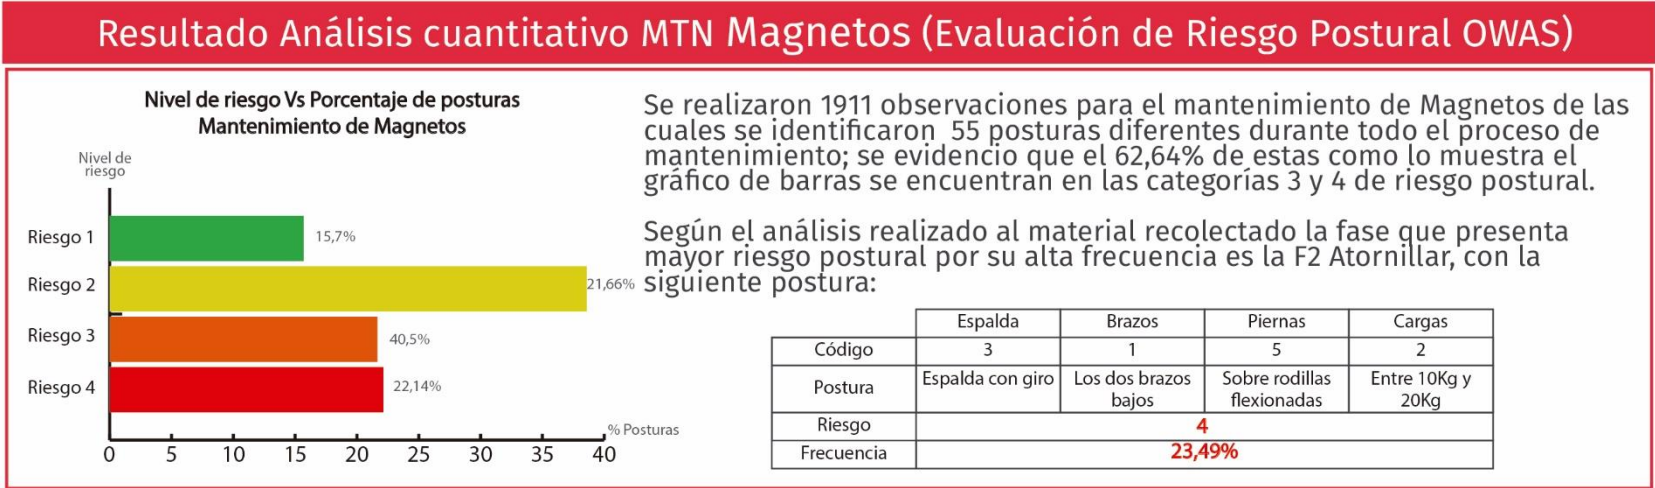 Resultado Análisis cuantitativo MTN Magnetos (Evaluación de Riesgo Postural OWAS)
Nivel de riesgo Vs Porcentaje de posturas
Mantenimiento de Magnetos
Nivel de
riesgo
Riesgo 1
15,7%
Riesgo 2
21,66%
Riesgo 3
40,5%
Riesgo 4
22,14%
% Posturas
0 5 10 15 20 25 30 35 40
Se realizaron 1911 observaciones para el mantenimiento de Magnetos de las
cuales se identificaron 55 posturas diferentes durante todo el proceso de
mantenimiento; se evidencio que el 62,64% de estas como lo muestra el
gráfico de barras se encuentran en las categorías 3 y 4 de riesgo postural.
Según el análisis realizado al material recolectado la fase que presenta
mayor riesgo postural por su alta frecuencia es la F2 Atornillar, con la
siguiente postura:
Espalda Brazos Piernas Cargas
Código 3 1 5 2
Postura Espalda con giro Los dos brazos bajos Sobre rodillas flexionadas Entre 10Kg y 20Kg
Riesgo 4
Frecuencia 23,49%